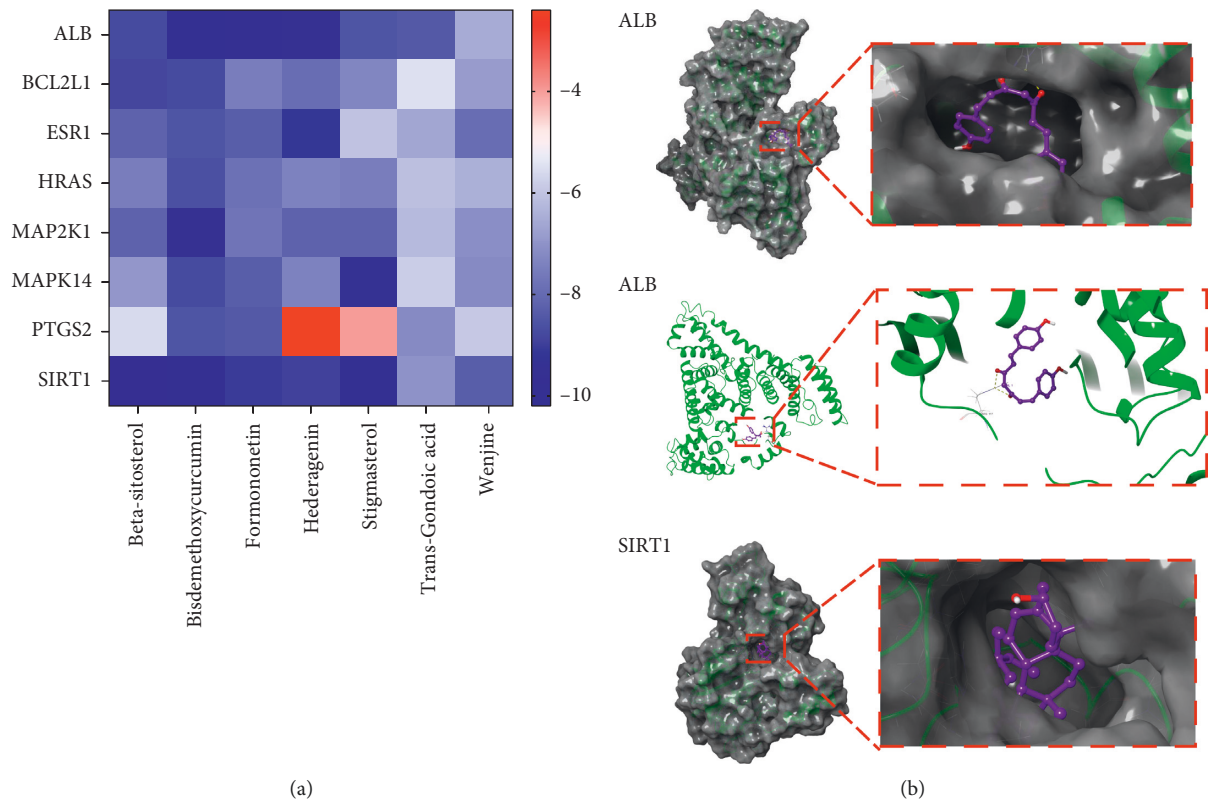 ALB
BCL2L1
ESR1
HRAS
MAP2K1
MAPK14
PTGS2
SIRT1
Beta-sitosterol
Bisdemethoxycurcumin
Formononetin
Hederagenin
Stigmasterol
Trans-Gondoic acid
Wenjine
−4
−6
−8
−10
(a)
ALB
ALB
SIRT1
(b)